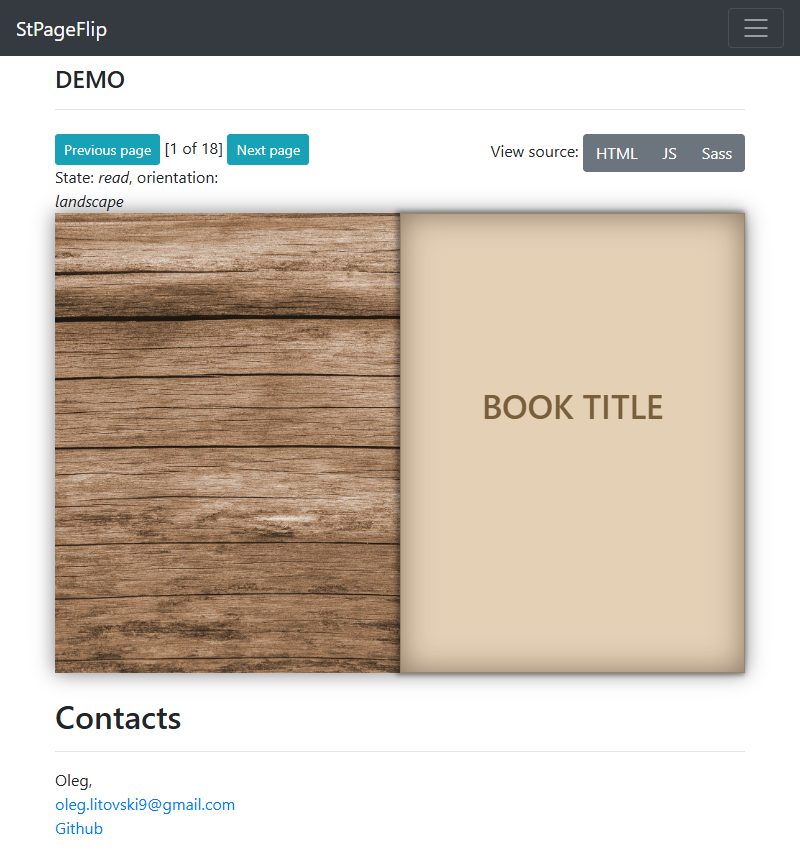 StPageFlip
DEMO
Previous page [1 of 18] Next page
View source: HTML JS Sass
State: read, orientation:
landscape
BOOK TITLE
Contacts
Oleg,
oleg.litovski9@gmail.com
Github